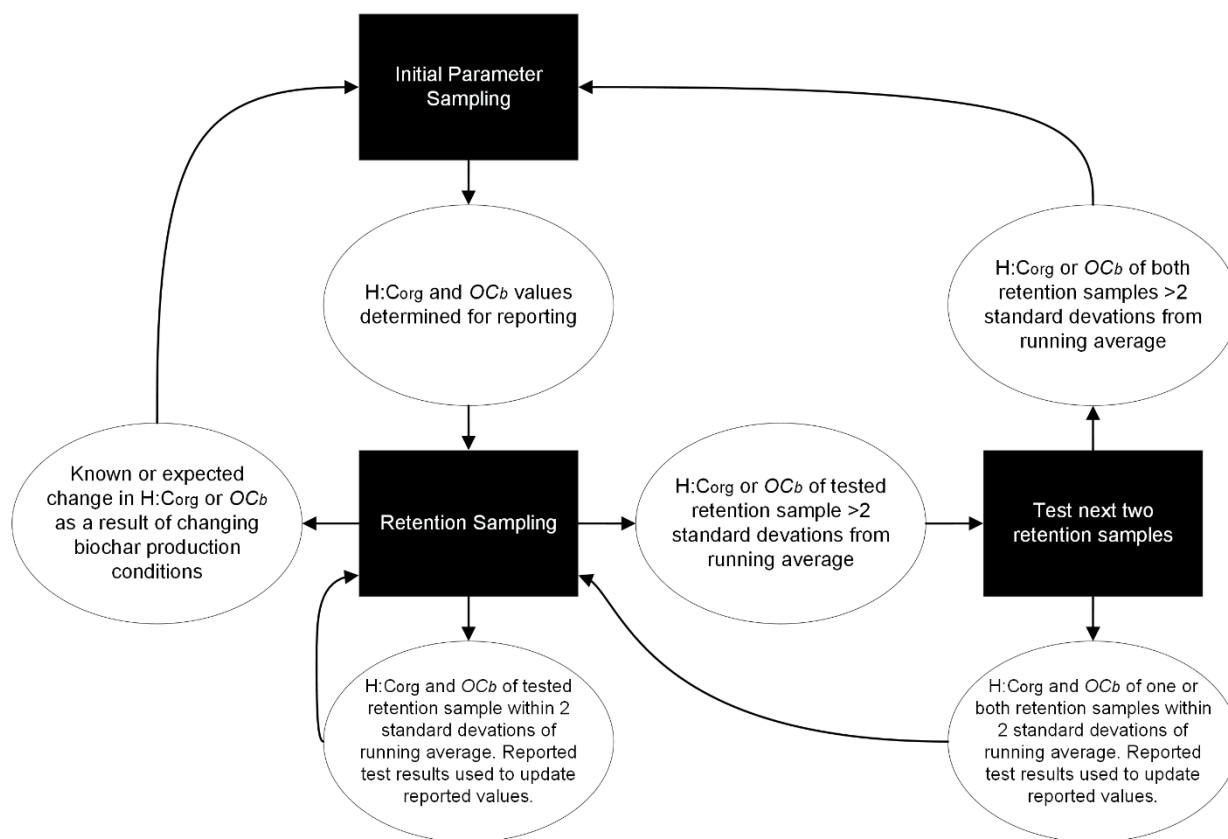 Initial Parameter
Sampling
H:Corg and OCb values
determined for reporting
H:Corg or OCb of both
retention samples >2
standard devations from
running average
Known or expected
change in H:Corg or OCb
as a result of changing
biochar production
conditions
Retention Sampling
H:Corg or OCb of tested
retention sample >2
standard deviations from
running average
Test next two
retention samples
H:Corg and OCb of tested
retention sample within 2
standard devations of
running average. Reported
test results used to update
reported values.
H:Corg and OCb of one or
both retention samples within
2 standard devations of
running average. Reported
test results used to update
reported values.